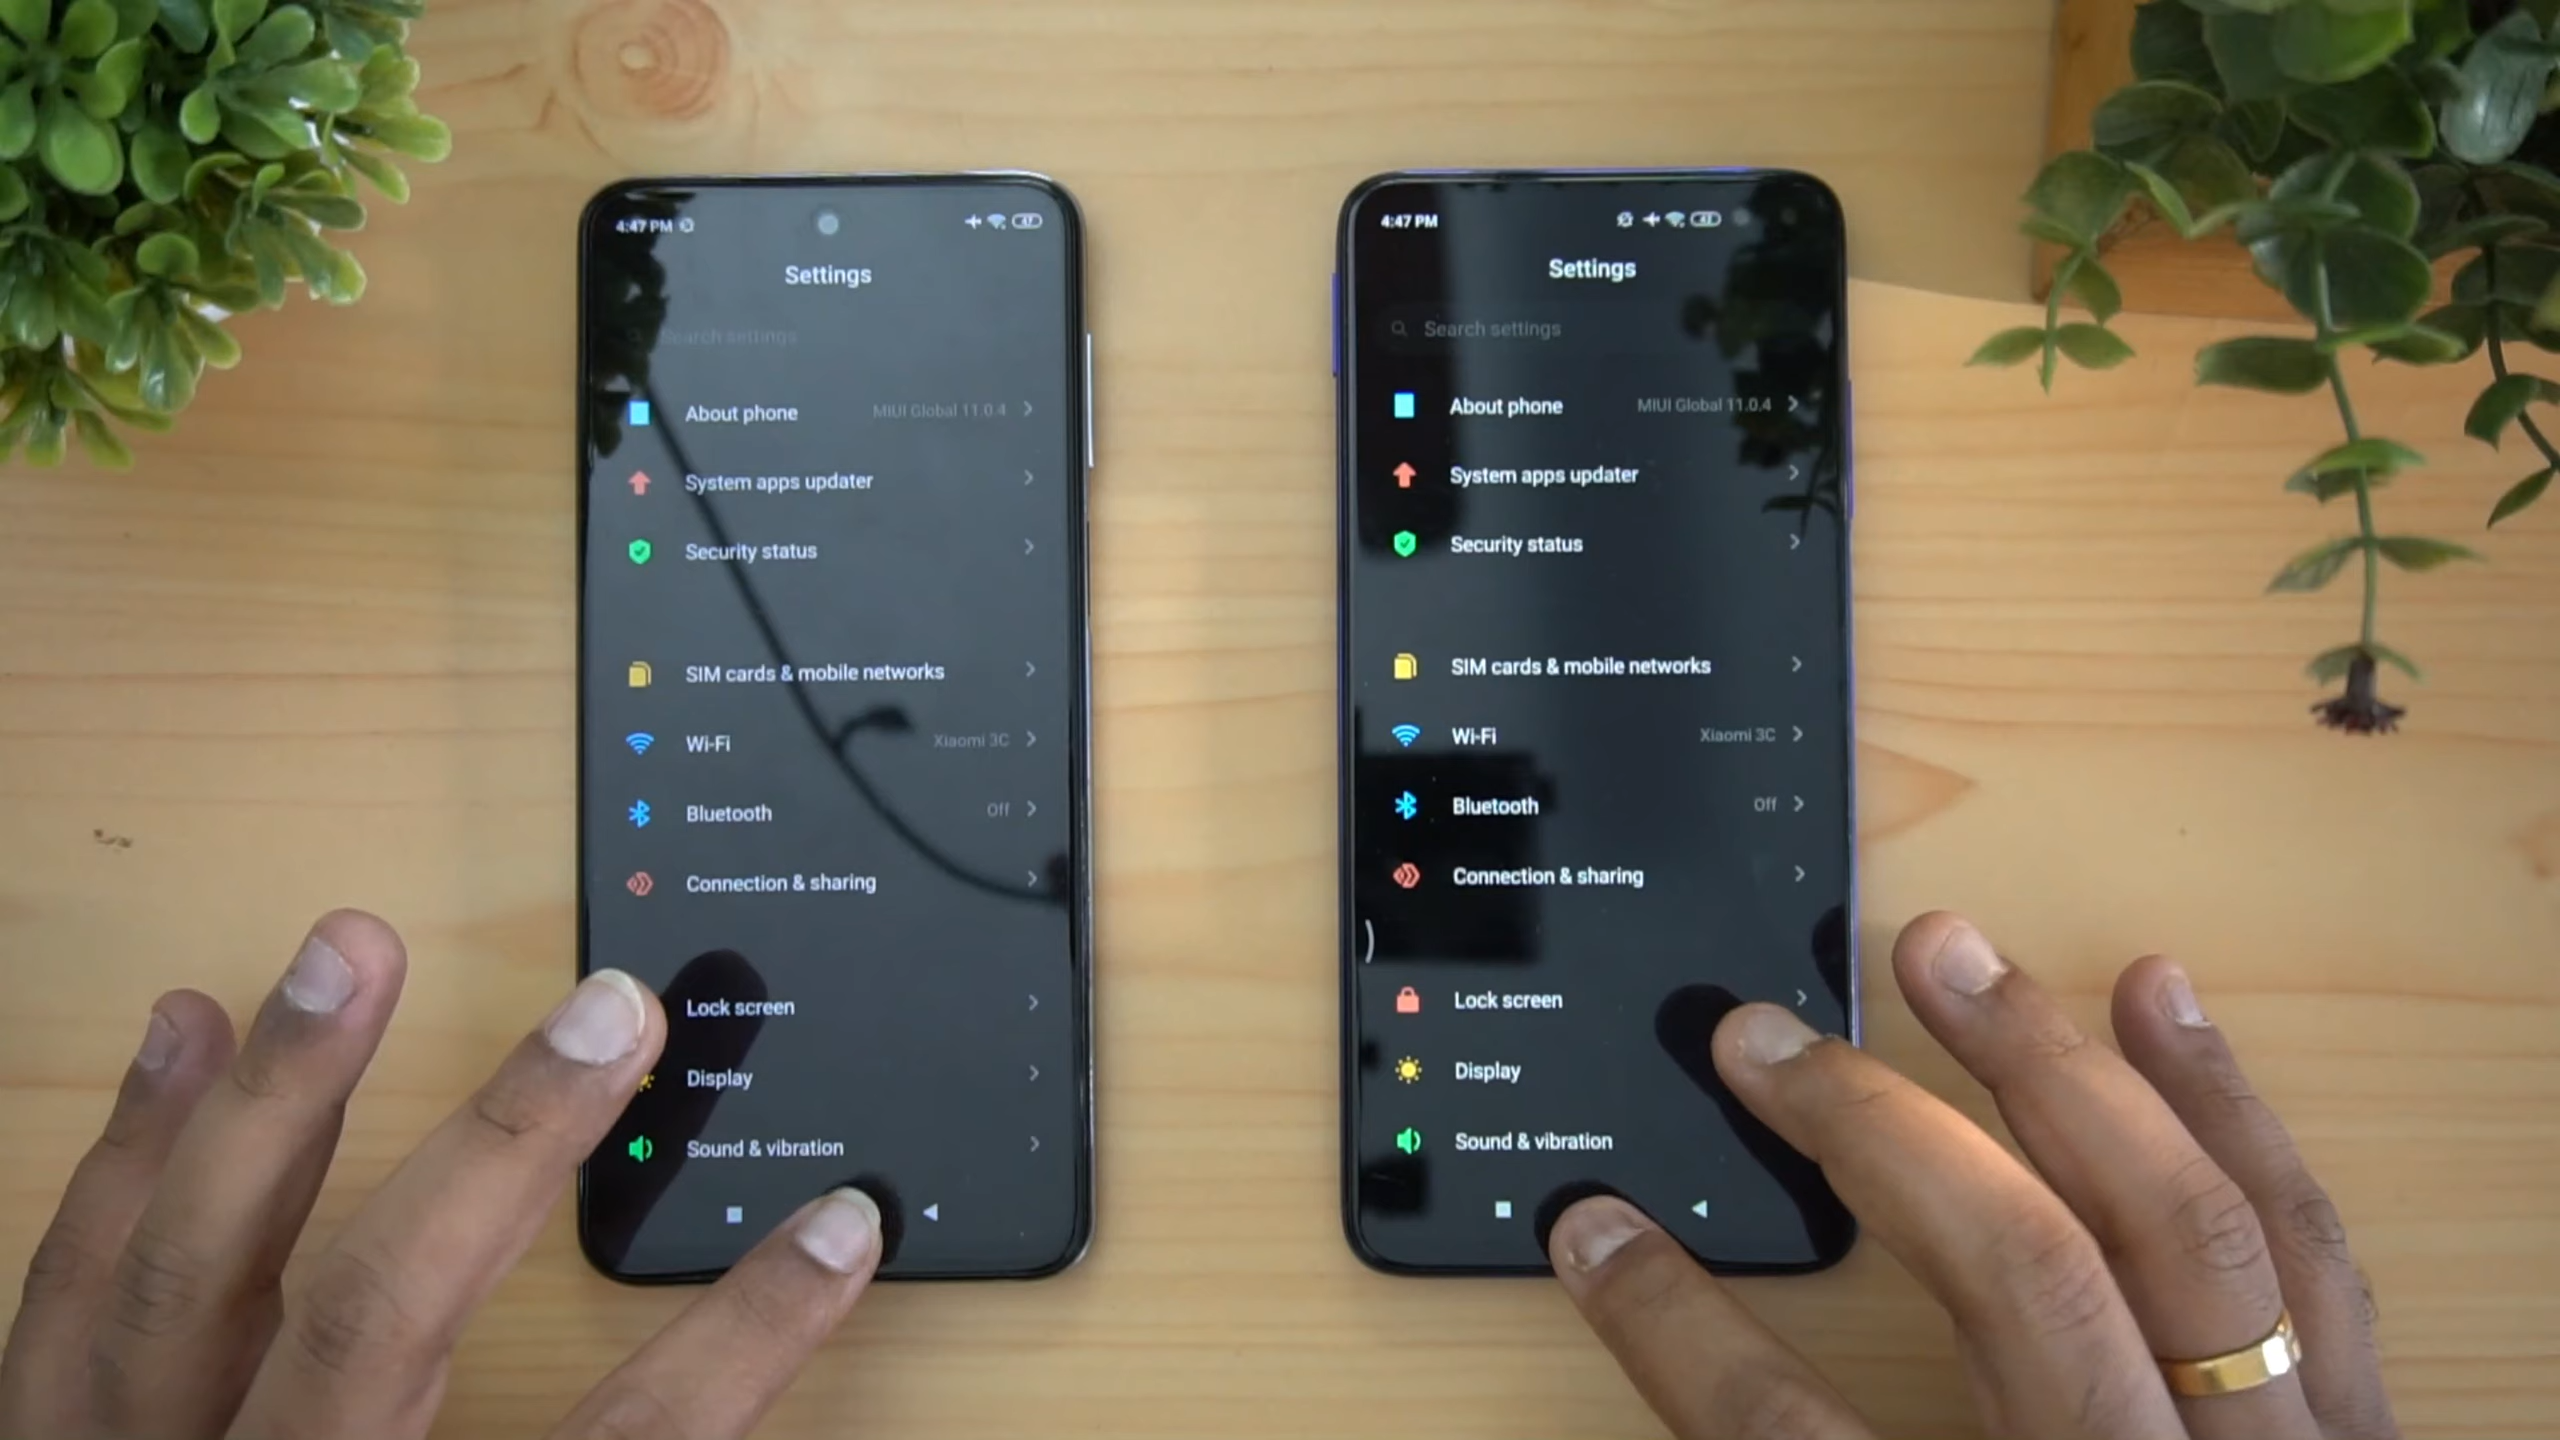 4:47 PM
47
Settings
Search settings
About phone MIUI Global 11.0.4
System apps updater
Security status
SIM cards & mobile networks
Wi-Fi Xiaomi 3C
Bluetooth Off
Connection & sharing
Lock screen
Display
Sound & vibration
4:47 PM
Settings
Search settings
About phone MIUI Global 11.0.4
System apps updater
Security status
SIM cards & mobile networks
Wi-Fi Xiaomi 3C
Bluetooth Off
Connection & sharing
Lock screen
Display
Sound & vibration